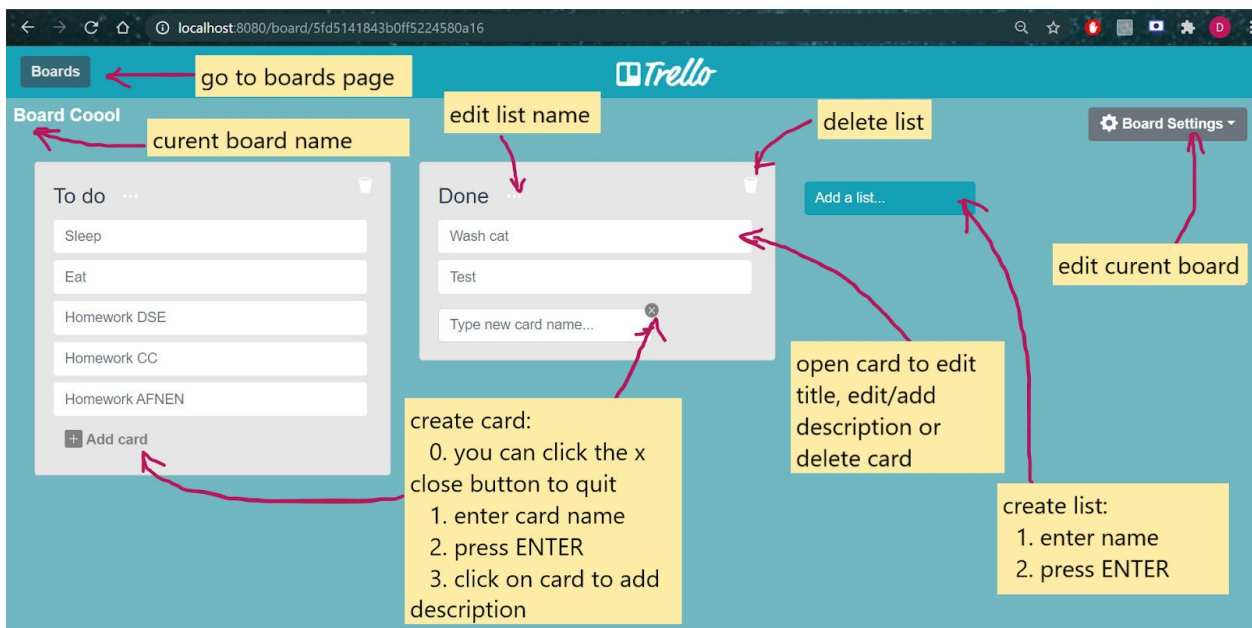 localhost:8080/board/5fd5141843b0ff5224580a16
D
Boards
go to boards page
Trello
Board Coool
curent board name
edit list name
delete list
Board Settings
To do ...
Done ...
Add a list...
Sleep
Wash cat
Eat
Test
edit curent board
Homework DSE
Type new card name...
Homework CC
Homework AFNEN
Add card
open card to edit
title, edit/add
description or
delete card
create card:
0. you can click the x
close button to quit
1. enter card name
2. press ENTER
3. click on card to add
description
create list:
1. enter name
2. press ENTER